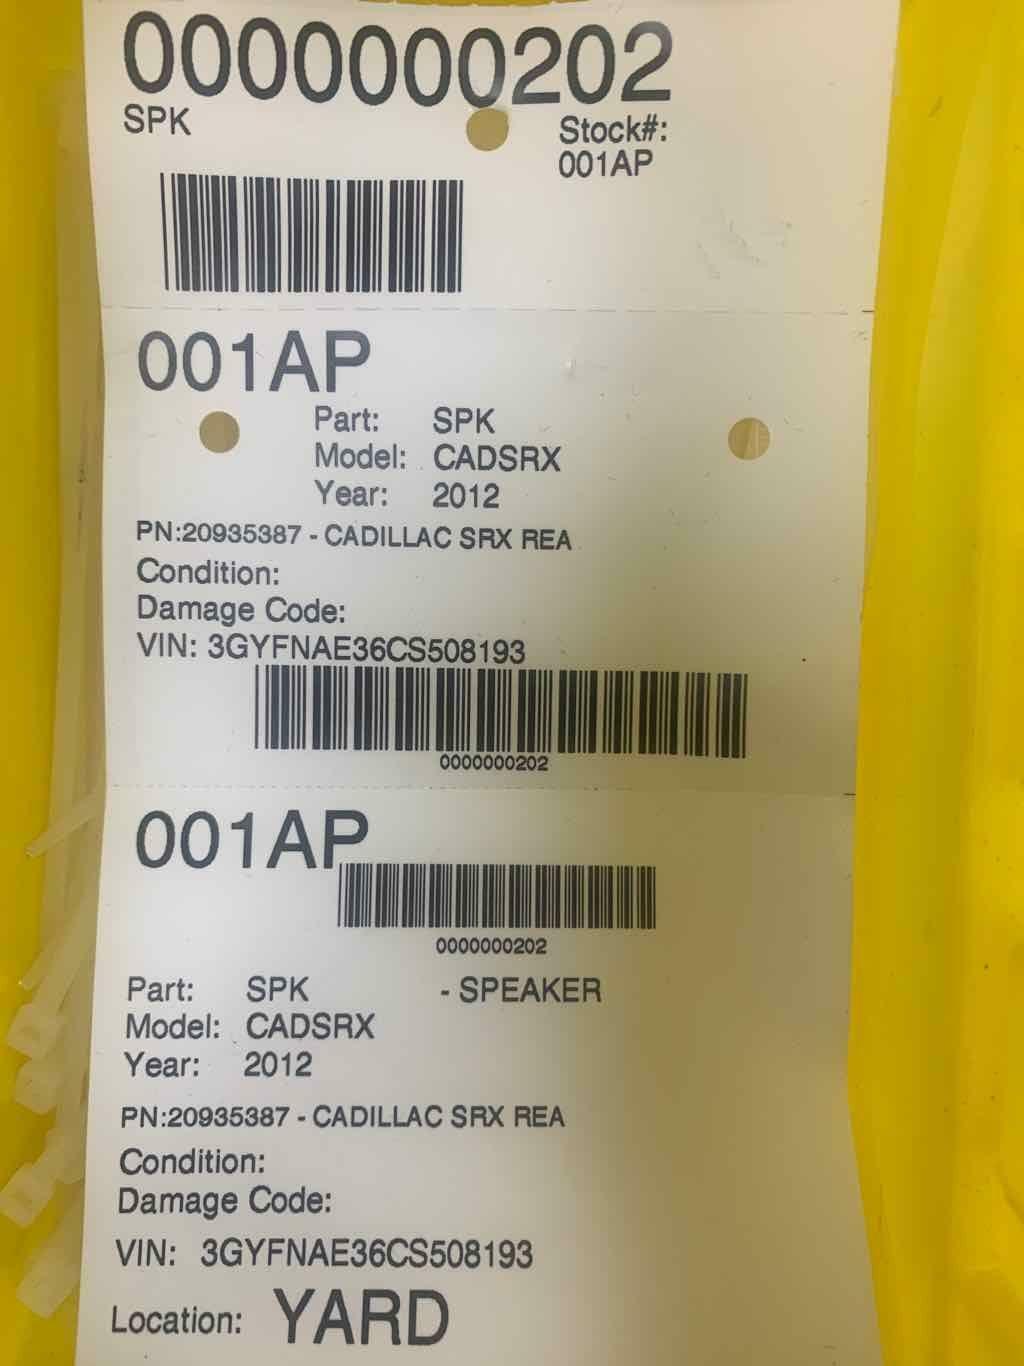 0000000202
SPK
Stock#:
001AP
001AP
Part: SPK
Model: CADSRX
Year: 2012
PN:20935387 - CADILLAC SRX REA
Condition:
Damage Code:
VIN: 3GYFNAE36CS508193
0000000202
001AP
0000000202
Part: SPK - SPEAKER
Model: CADSRX
Year: 2012
PN:20935387 - CADILLAC SRX REA
Condition:
Damage Code:
VIN: 3GYFNAE36CS508193
Location: YARD